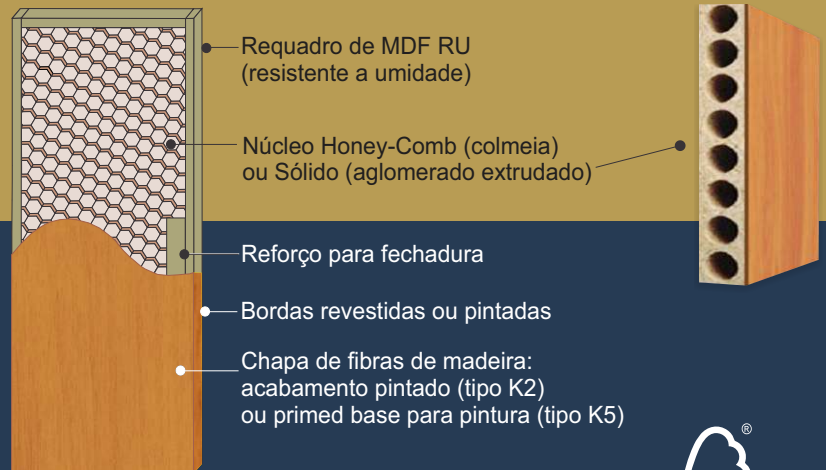 Requadro de MDF RU
(resistente a umidade)
Núcleo Honey-Comb (colmeia)
ou Sólido (aglomerado extrudado)
Reforço para fechadura
Bordas revestidas ou pintadas
Chapa de fibras de madeira:
acabamento pintado (tipo K2)
ou primed base para pintura (tipo K5)
®